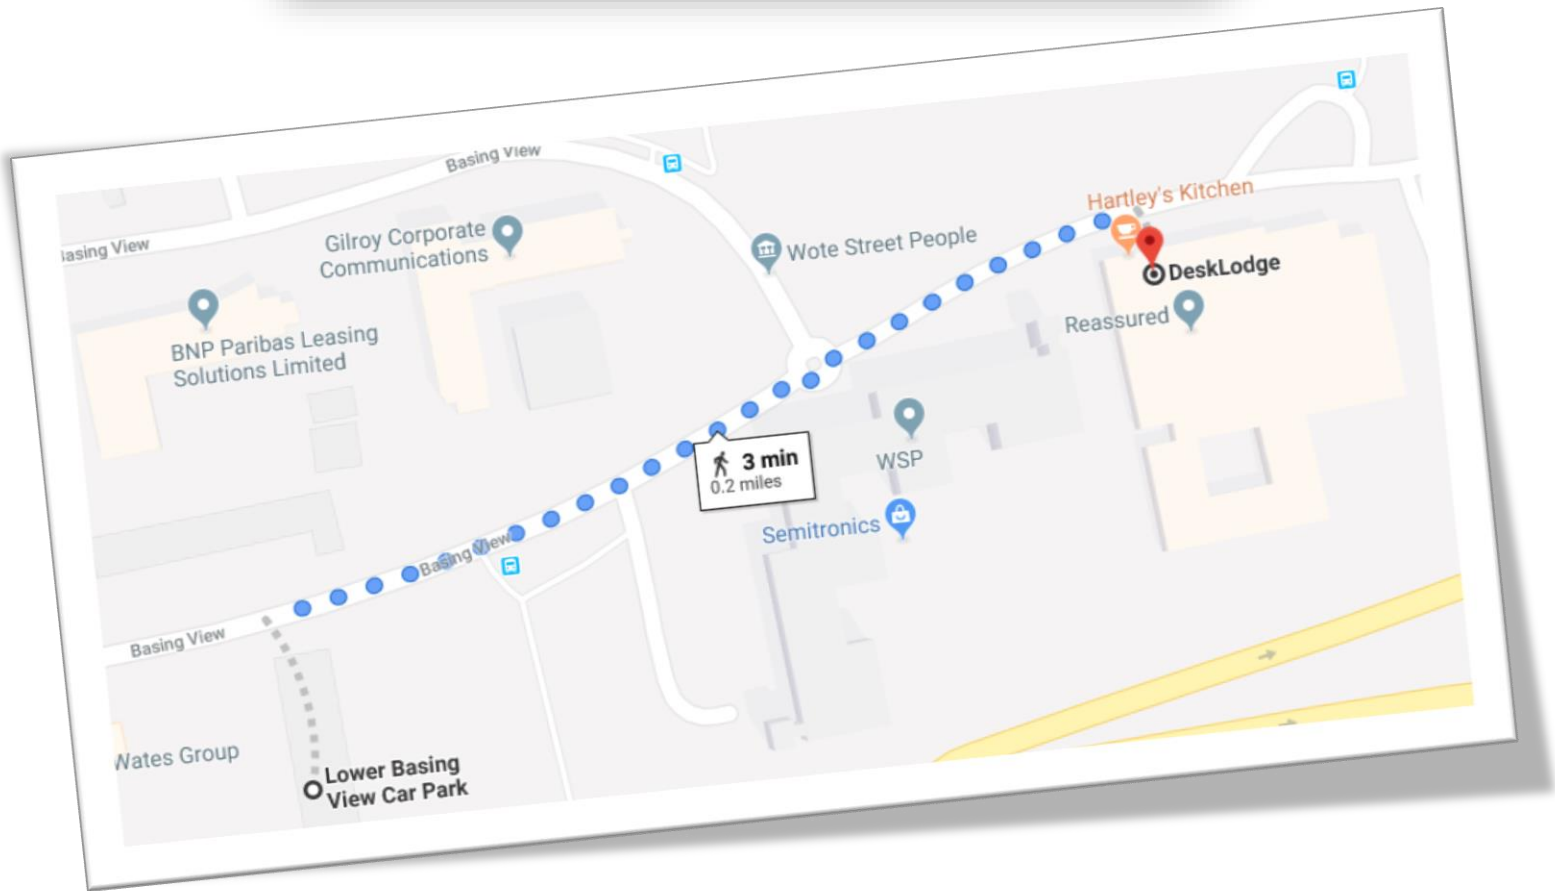 Basing View
Basing View
Gilroy Corporate
Communications
Wote Street People
Hartley's Kitchen
DeskLodge
Reassured
BNP Paribas Leasing
Solutions Limited
3 min
0.2 miles
WSP
Semitronics
Basing View
Basing View
Wates Group
Lower Basing
View Car Park